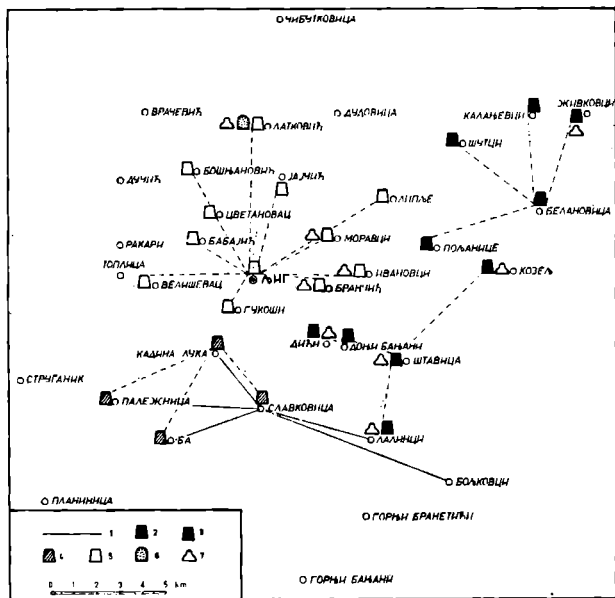 ЧИБУТКОВИЦА
ВРАЧЕВИЋ
ЛАТКОВИЋ
ДУДОВИЦА
КАЛАЊЕВЦИ
ЖИВКОВЦИ
ШУТЦИ
ДУЧИЋ
БОШЊАНОВИЋ
ЈАЈЧИЋ
ЦВЕТАНОВАЦ
ЛИПЉЕ
БЕЛАНОВИЦА
РАКАРИ
БАБАЈИЋ
МОРАВЦИ
ПОЉАНИЦЕ
ТОПЛИЦА
ЉИГ
ИВАНОВЦИ
КОЗЕЉ
ВЕЛИШЕВАЦ
БРАНЧИЋ
ГУКОШИ
КАДИНА ЛУКА
ДИЋИ
ДОЊИ БАЊАНИ
ШТАВИЦА
СТРУГАНИК
ПАЛЕЖНИЦА
СЛАВКОВИЦА
БА
ЛАЛИНЦИ
БОЉКОВЦИ
ПЛАНИНИЦА
ГОРЊИ БРАНЕТИЋИ
1 2 3
4 5 6 7
0 1 2 3 4 5 km
ГОРЊИ БАЊАНИ